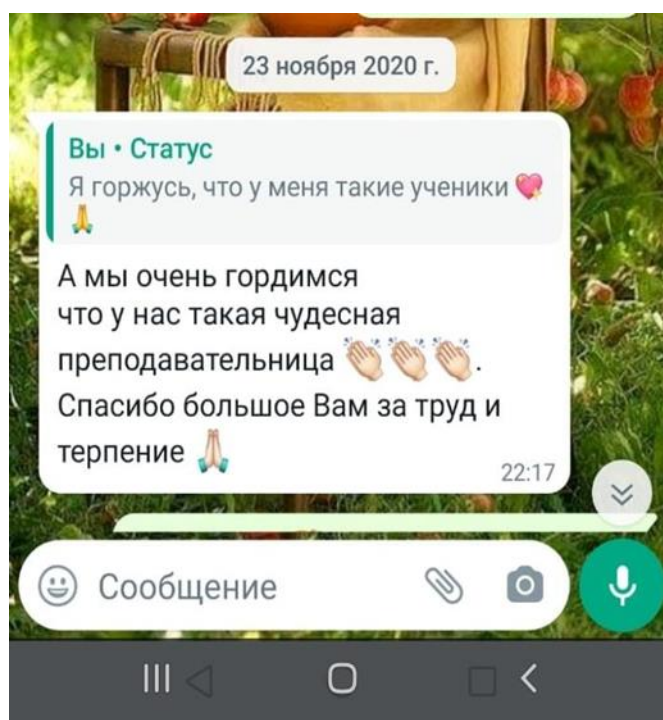 23 ноября 2020 г.
Вы • Статус
Я горжусь, что у меня такие ученики 💖
🙏
А мы очень гордимся
что у нас такая чудесная
преподавательница 👏🏻👏🏻👏🏻.
Спасибо большое Вам за труд и
терпение 🙏🏻
22:17
Сообщение